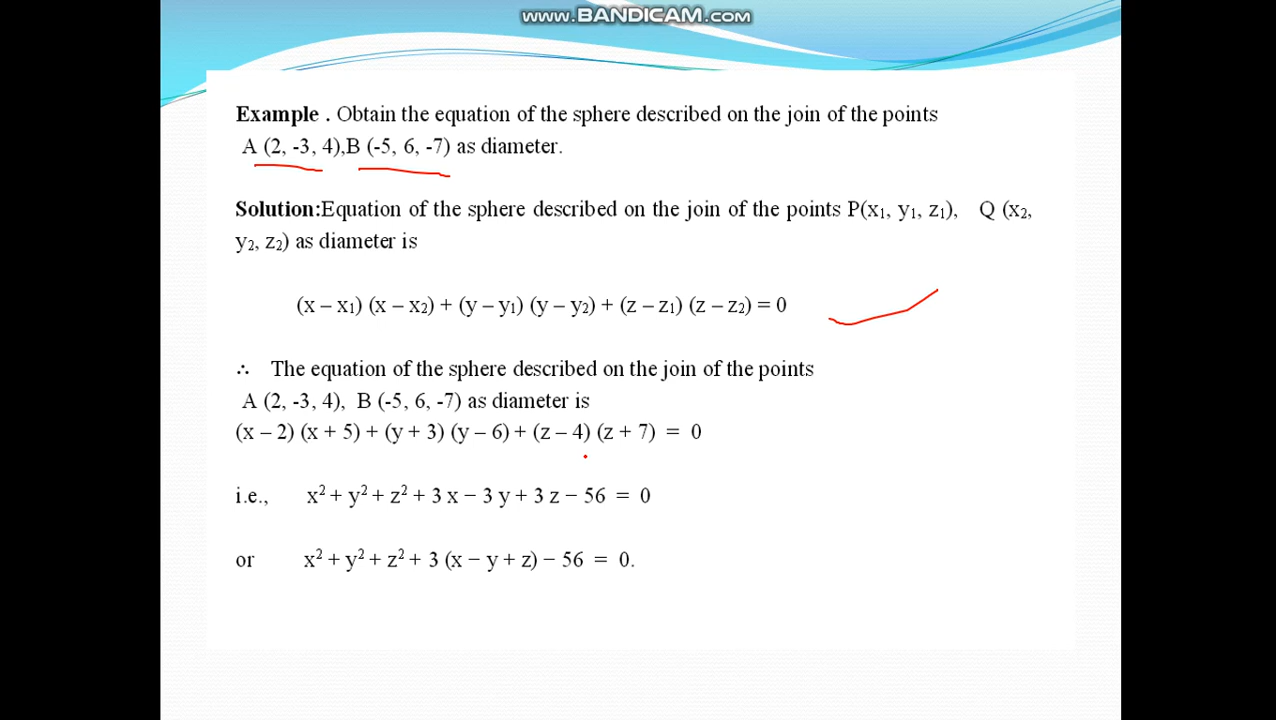 www.BANDICAM.com
Example . Obtain the equation of the sphere described on the join of the points
A (2, -3, 4),B (-5, 6, -7) as diameter.
Solution:Equation of the sphere described on the join of the points P(x₁, y₁, z₁), Q (x₂,
y₂, z₂) as diameter is
(x – x₁) (x – x₂) + (y – y₁) (y – y₂) + (z – z₁) (z – z₂) = 0
∴ The equation of the sphere described on the join of the points
A (2, -3, 4), B (-5, 6, -7) as diameter is
(x – 2) (x + 5) + (y + 3) (y – 6) + (z – 4) (z + 7) = 0
i.e., x² + y² + z² + 3 x − 3 y + 3 z − 56 = 0
or x² + y² + z² + 3 (x − y + z) − 56 = 0.